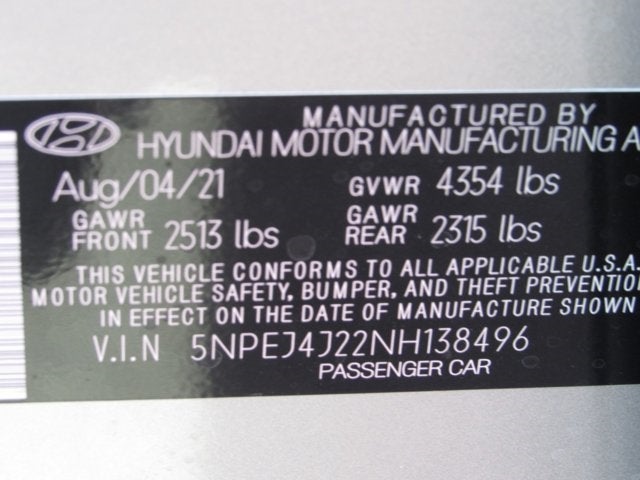 MANUFACTURED BY
HYUNDAI MOTOR MANUFACTURING A
Aug/04/21 GVWR 4354 lbs
GAWR FRONT 2513 lbs GAWR REAR 2315 lbs
THIS VEHICLE CONFORMS TO ALL APPLICABLE U.S.A.
MOTOR VEHICLE SAFETY, BUMPER, AND THEFT PREVENTION
IN EFFECT ON THE DATE OF MANUFACTURE SHOWN
V.I.N 5NPEJ4J22NH138496
PASSENGER CAR